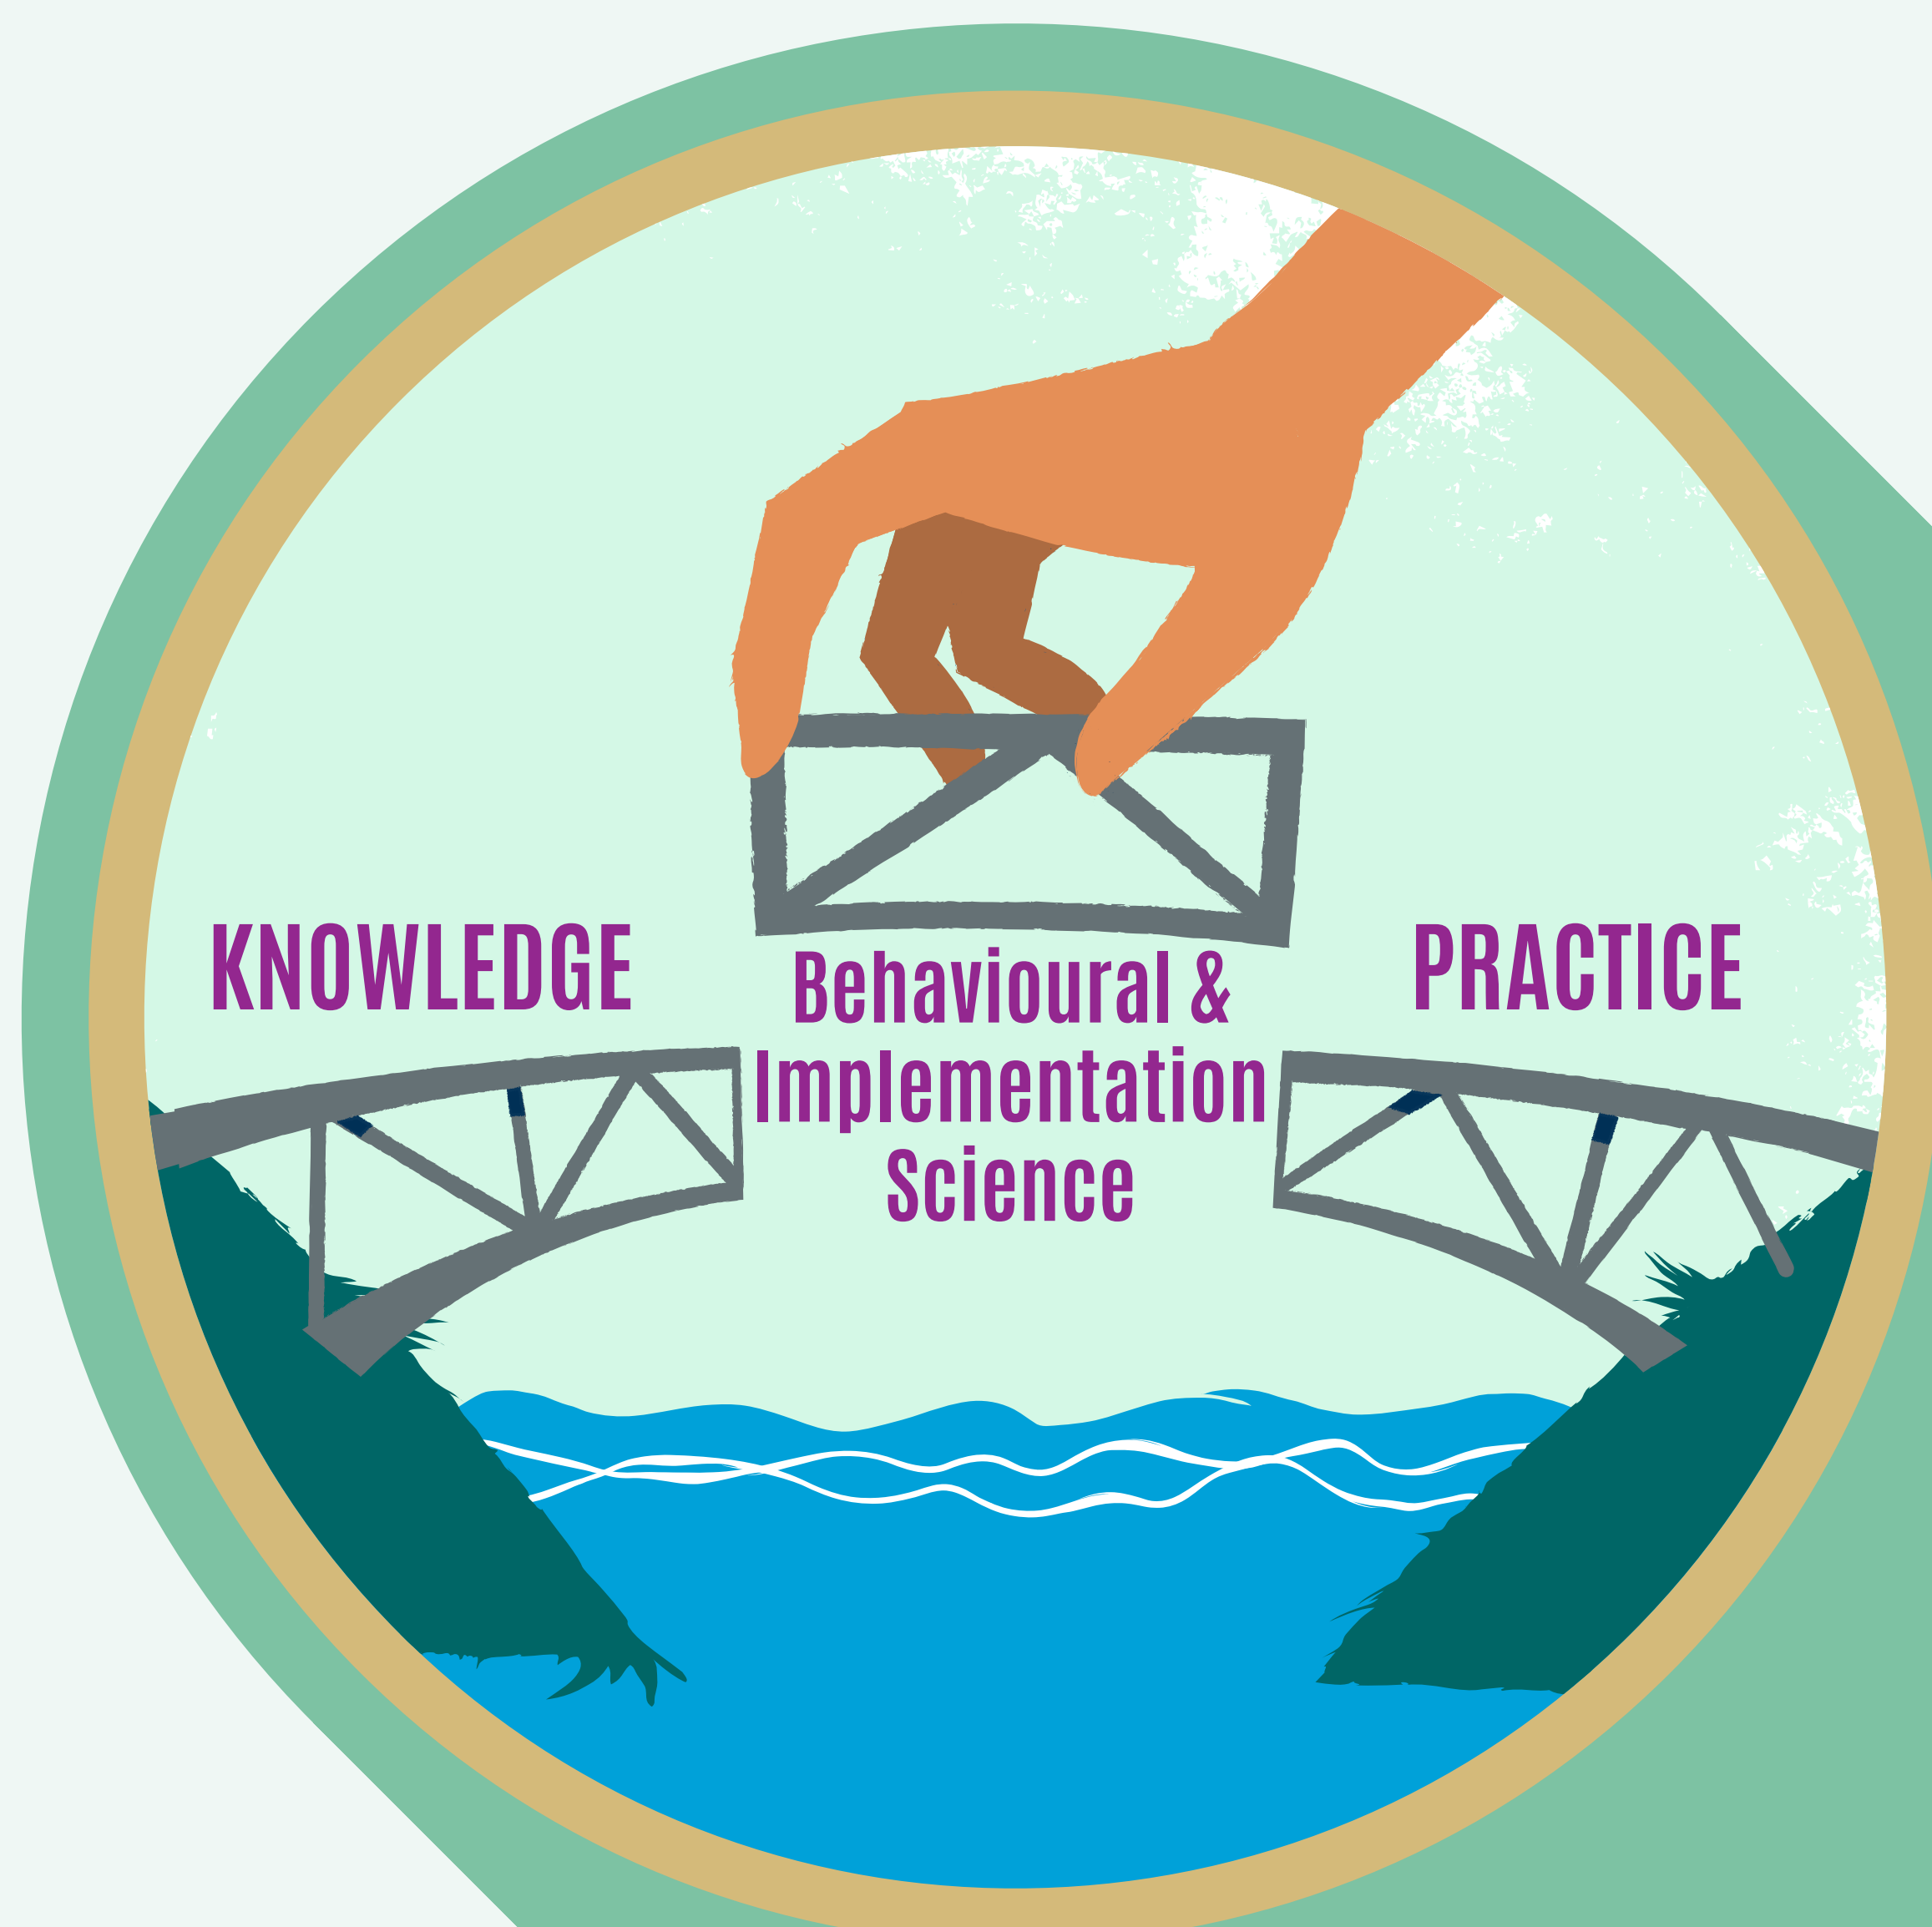 KNOWLEDGE
PRACTICE
Behavioural &
Implementation
Science